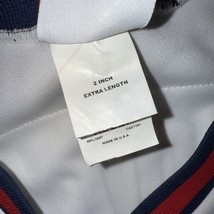 2 INCH
EXTRA LENGTH
MADE IN U.S.A.